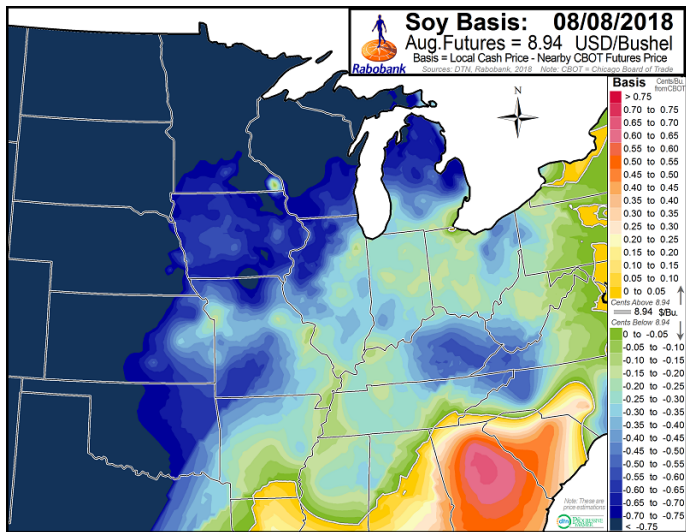 Soy Basis: 08/08/2018
Aug.Futures = 8.94 USD/Bushel
Basis = Local Cash Price - Nearby CBOT Futures Price
Rabobank
Sources: DTN, Rabobank, 2018 Note: CBOT = Chicago Board of Trade
Basis Cents/Bu. from CBOT
> 0.75
0.70 to 0.75
0.65 to 0.70
0.60 to 0.65
0.55 to 0.60
0.50 to 0.55
0.45 to 0.50
0.40 to 0.45
0.35 to 0.40
0.30 to 0.35
0.25 to 0.30
0.20 to 0.25
0.15 to 0.20
0.10 to 0.15
0.05 to 0.10
0 to 0.05
Cents Above 8.94
8.94 $/Bu.
Cents Below 8.94
0 to -0.05
-0.05 to -0.10
-0.10 to -0.15
-0.15 to -0.20
-0.20 to -0.25
-0.25 to -0.30
-0.30 to -0.35
-0.35 to -0.40
-0.40 to -0.45
-0.45 to -0.50
-0.50 to -0.55
-0.55 to -0.60
-0.60 to -0.65
-0.65 to -0.70
-0.70 to -0.75
< -0.75
N
Note: These are
price estimations
dtn